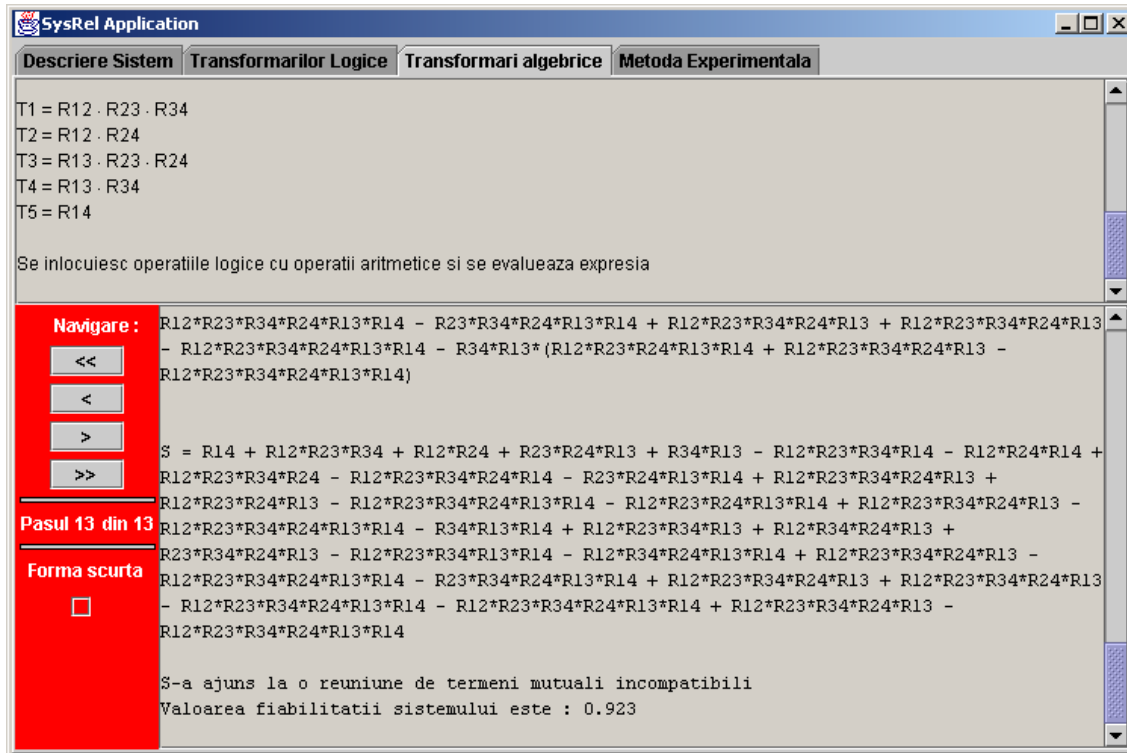 SysRel Application
Descriere Sistem Transformarilor Logice Transformari algebrice Metoda Experimentala
T1 = R12 · R23 · R34
T2 = R12 · R24
T3 = R13 · R23 · R24
T4 = R13 · R34
T5 = R14
Se inlocuiesc operatiile logice cu operatii aritmetice si se evalueaza expresia
Navigare :
<<
<
>
>>
Pasul 13 din 13
Forma scurta
R12*R23*R34*R24*R13*R14 - R23*R34*R24*R13*R14 + R12*R23*R34*R24*R13 + R12*R23*R34*R24*R13
- R12*R23*R34*R24*R13*R14 - R34*R13*(R12*R23*R24*R13*R14 + R12*R23*R34*R24*R13 -
R12*R23*R34*R24*R13*R14)
S = R14 + R12*R23*R34 + R12*R24 + R23*R24*R13 + R34*R13 - R12*R23*R34*R14 - R12*R24*R14 +
R12*R23*R34*R24 - R12*R23*R34*R24*R14 - R23*R24*R13*R14 + R12*R23*R34*R24*R13 +
R12*R23*R24*R13 - R12*R23*R34*R24*R13*R14 - R12*R23*R24*R13*R14 + R12*R23*R34*R24*R13 -
R12*R23*R34*R24*R13*R14 - R34*R13*R14 + R12*R23*R34*R13 + R12*R34*R24*R13 +
R23*R34*R24*R13 - R12*R23*R34*R13*R14 - R12*R34*R24*R13*R14 + R12*R23*R34*R24*R13 -
R12*R23*R34*R24*R13*R14 - R23*R34*R24*R13*R14 + R12*R23*R34*R24*R13 + R12*R23*R34*R24*R13
- R12*R23*R34*R24*R13*R14 - R12*R23*R34*R24*R13*R14 + R12*R23*R34*R24*R13 -
R12*R23*R34*R24*R13*R14
S-a ajuns la o reuniune de termeni mutuali incompatibili
Valoarea fiabilitatii sistemului este : 0.923